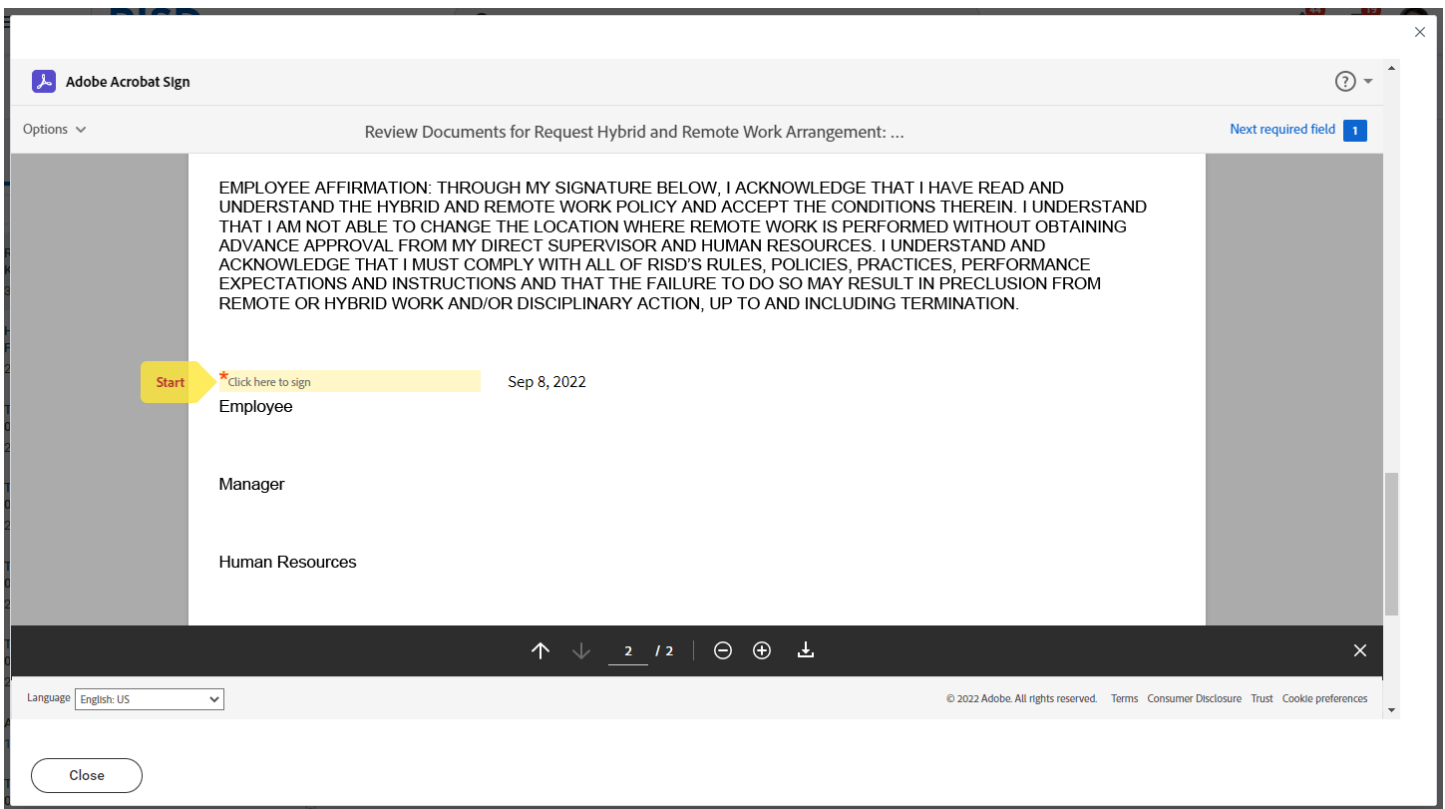 Adobe Acrobat Sign
Options
Review Documents for Request Hybrid and Remote Work Arrangement: ...
Next required field 1
EMPLOYEE AFFIRMATION: THROUGH MY SIGNATURE BELOW, I ACKNOWLEDGE THAT I HAVE READ AND
UNDERSTAND THE HYBRID AND REMOTE WORK POLICY AND ACCEPT THE CONDITIONS THEREIN. I UNDERSTAND
THAT I AM NOT ABLE TO CHANGE THE LOCATION WHERE REMOTE WORK IS PERFORMED WITHOUT OBTAINING
ADVANCE APPROVAL FROM MY DIRECT SUPERVISOR AND HUMAN RESOURCES. I UNDERSTAND AND
ACKNOWLEDGE THAT I MUST COMPLY WITH ALL OF RISD'S RULES, POLICIES, PRACTICES, PERFORMANCE
EXPECTATIONS AND INSTRUCTIONS AND THAT THE FAILURE TO DO SO MAY RESULT IN PRECLUSION FROM
REMOTE OR HYBRID WORK AND/OR DISCIPLINARY ACTION, UP TO AND INCLUDING TERMINATION.
Start *Click here to sign Sep 8, 2022
Employee
Manager
Human Resources
2 / 2
Language English: US
© 2022 Adobe. All rights reserved. Terms Consumer Disclosure Trust Cookie preferences
Close